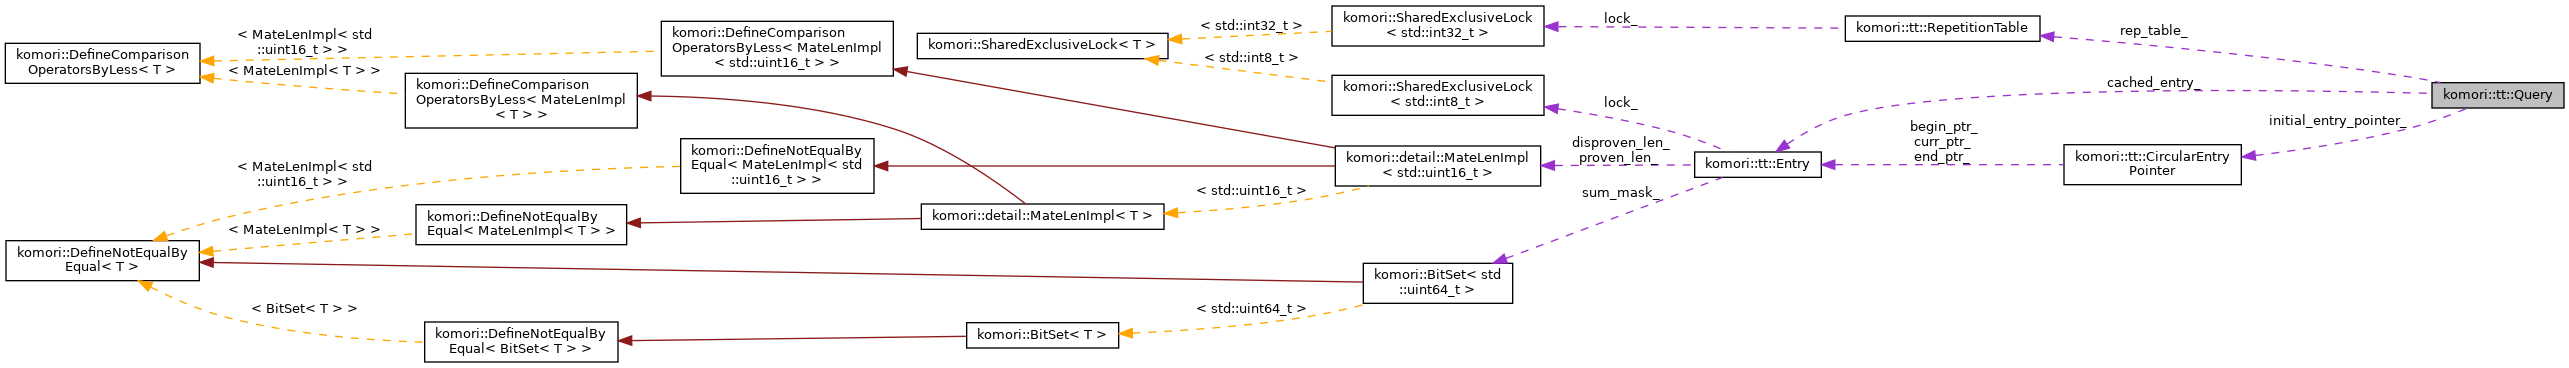 komori::DefineComparison
OperatorsByLess< T >
< MateLenImpl< std
::uint16_t > >
< MateLenImpl< T > >
komori::DefineComparison
OperatorsByLess< MateLenImpl
< std::uint16_t > >
komori::DefineComparison
OperatorsByLess< MateLenImpl
< T > >
komori::SharedExclusiveLock< T >
< std::int32_t >
< std::int8_t >
komori::SharedExclusiveLock
< std::int32_t >
komori::SharedExclusiveLock
< std::int8_t >
lock_
lock_
komori::tt::RepetitionTable
rep_table_
cached_entry_
komori::tt::Query
initial_entry_pointer_
komori::tt::CircularEntry
Pointer
begin_ptr_
curr_ptr_
end_ptr_
komori::tt::Entry
disproven_len_
proven_len_
sum_mask_
komori::detail::MateLenImpl
< std::uint16_t >
< std::uint16_t >
komori::detail::MateLenImpl< T >
komori::DefineNotEqualBy
Equal< MateLenImpl< std
::uint16_t > >
komori::DefineNotEqualBy
Equal< MateLenImpl< T > >
< MateLenImpl< std
::uint16_t > >
< MateLenImpl< T > >
komori::DefineNotEqualBy
Equal< T >
< BitSet< T > >
komori::DefineNotEqualBy
Equal< BitSet< T > >
komori::BitSet< T >
< std::uint64_t >
komori::BitSet< std
::uint64_t >